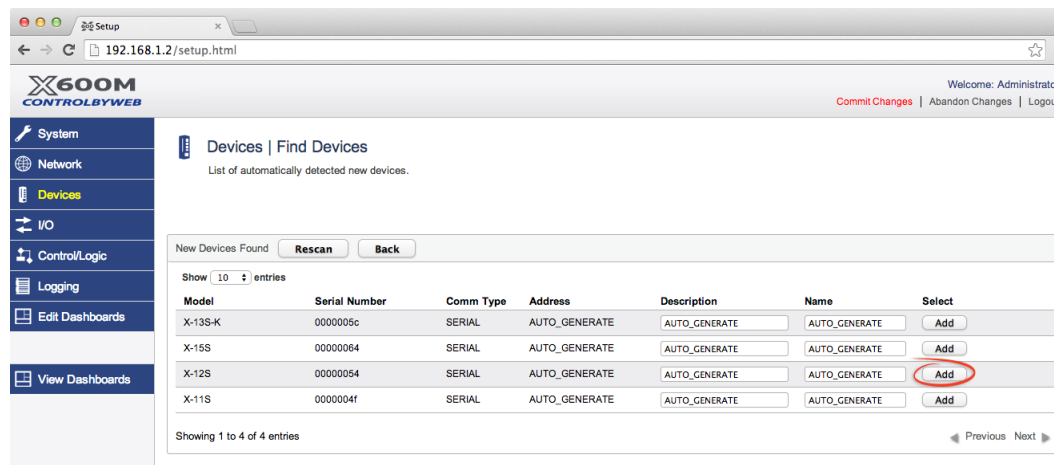 Setup
192.168.1.2/setup.html
X600M
CONTROLBYWEB
Welcome: Administrato
Commit Changes | Abandon Changes | Logou
System
Network
Devices
I/O
Control/Logic
Logging
Edit Dashboards
View Dashboards
Devices | Find Devices
List of automatically detected new devices.
New Devices Found Rescan Back
Show 10 entries
Model Serial Number Comm Type Address Description Name Select
X-13S-K 0000005c SERIAL AUTO_GENERATE AUTO_GENERATE AUTO_GENERATE Add
X-15S 00000064 SERIAL AUTO_GENERATE AUTO_GENERATE AUTO_GENERATE Add
X-12S 00000054 SERIAL AUTO_GENERATE AUTO_GENERATE AUTO_GENERATE Add
X-11S 0000004f SERIAL AUTO_GENERATE AUTO_GENERATE AUTO_GENERATE Add
Showing 1 to 4 of 4 entries
Previous Next